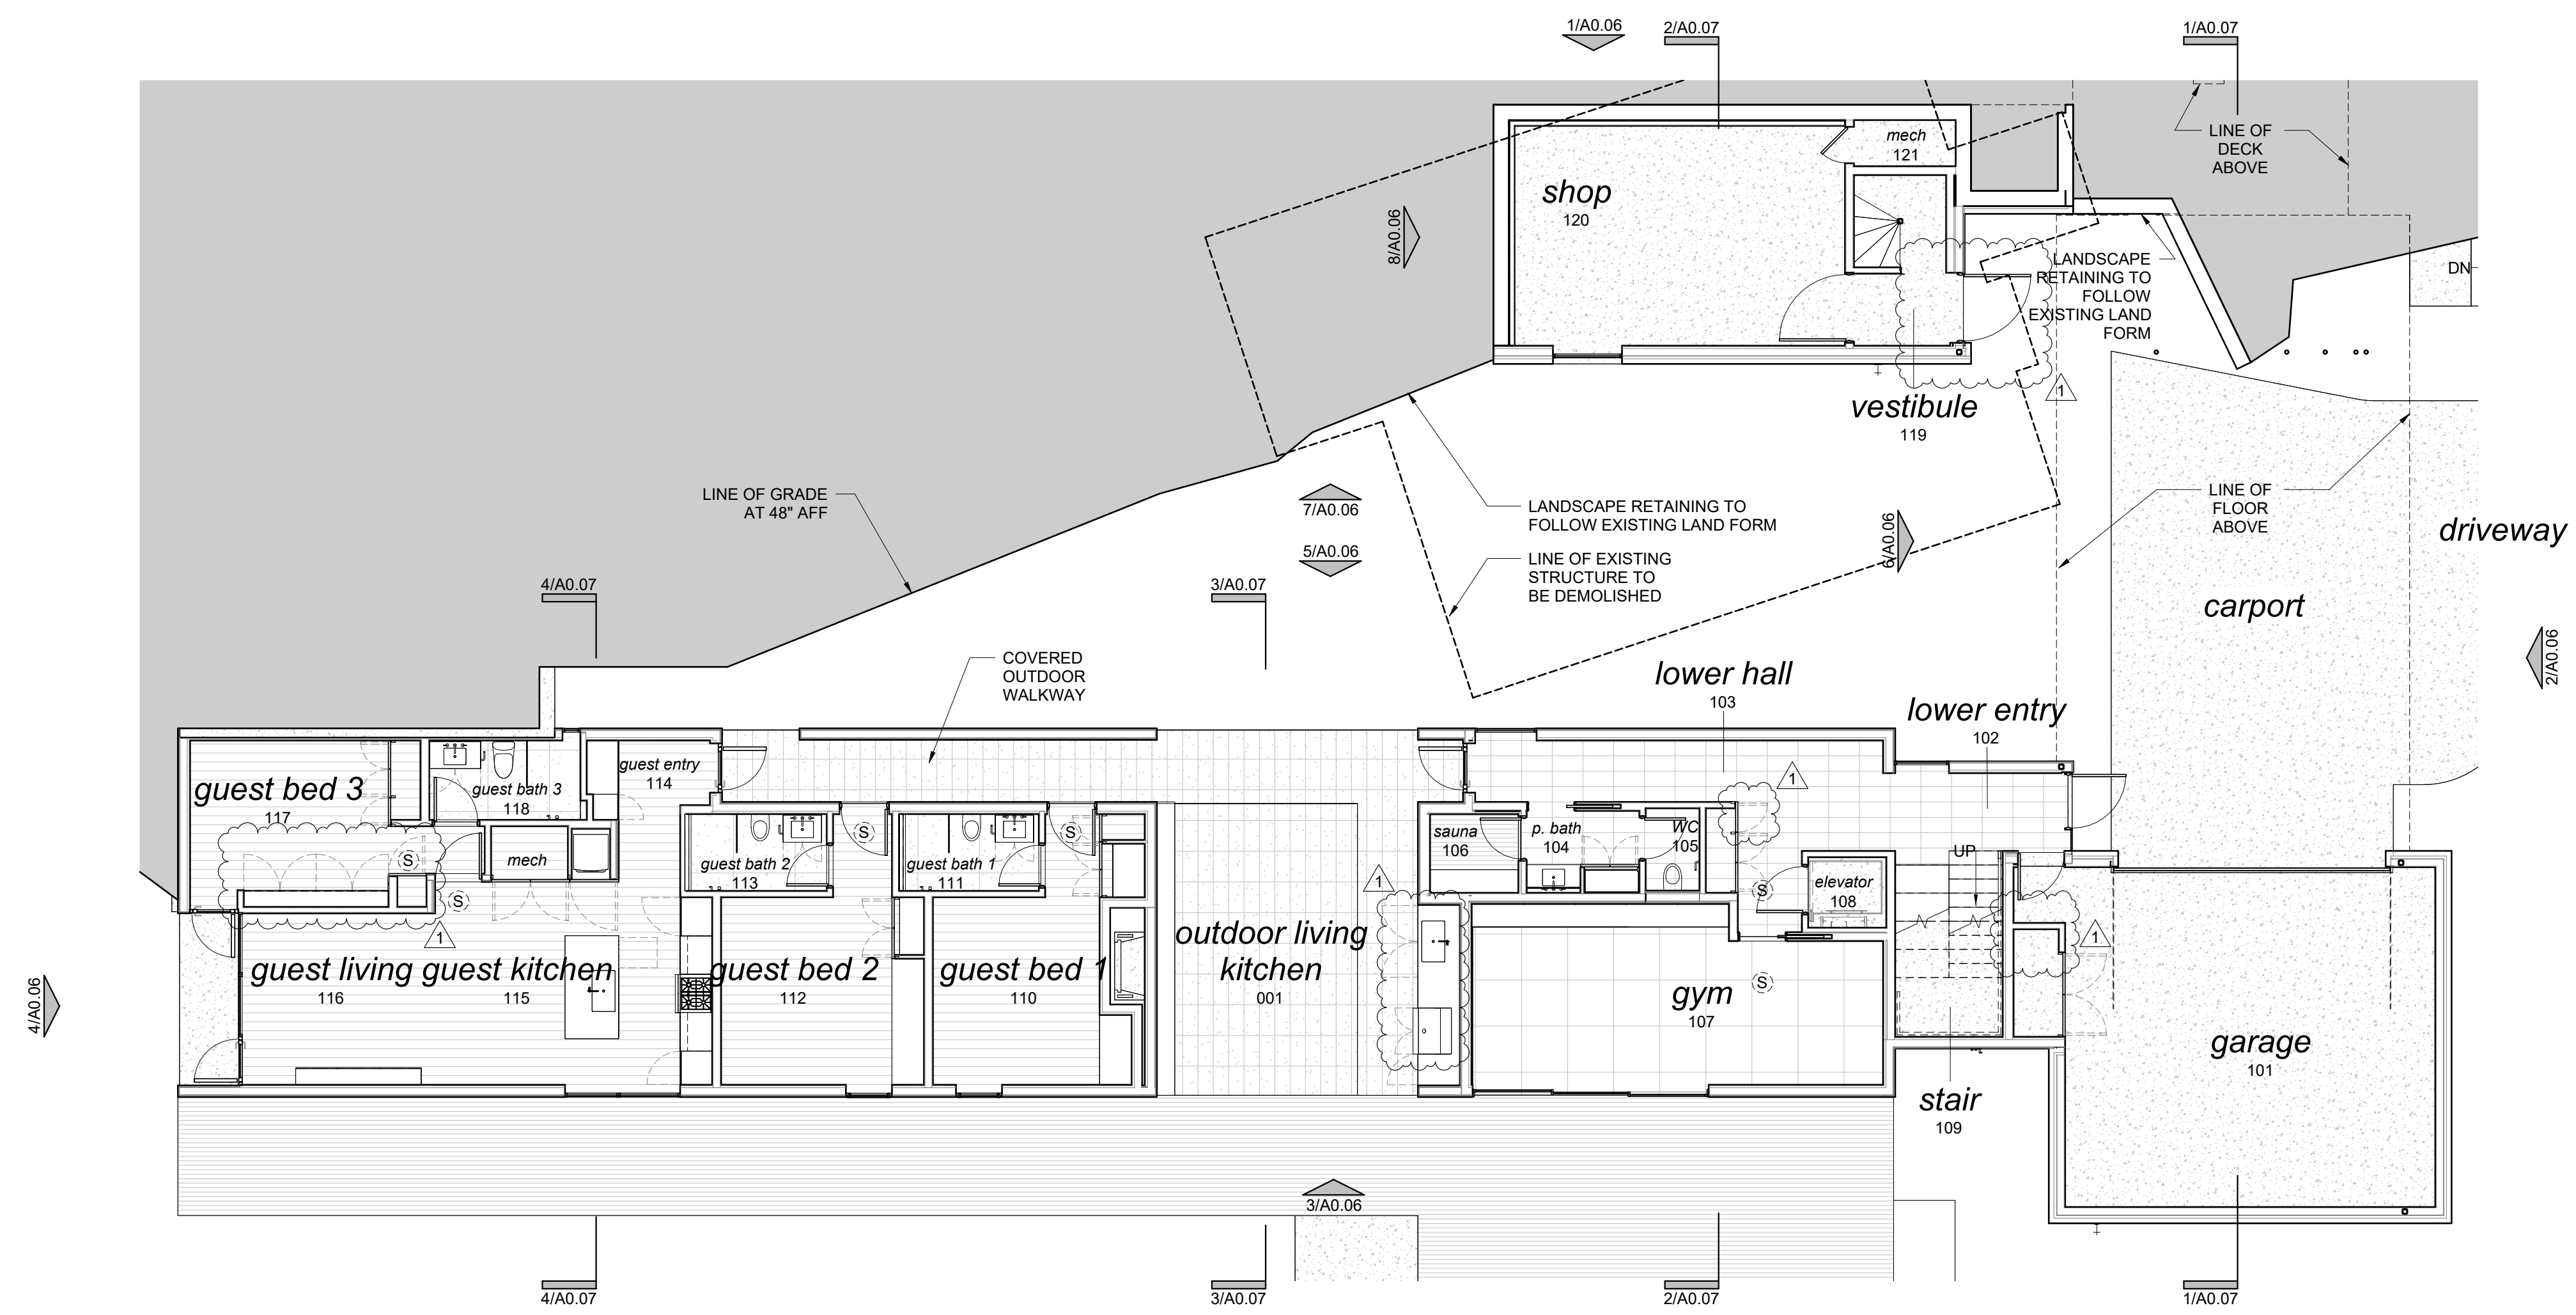 1/A0.06
2/A0.07
1/A0.07
mech
121
LINE OF
DECK
ABOVE
shop
120
8/A0.06
LANDSCAPE
RETAINING TO
FOLLOW
EXISTING LAND
FORM
DN
1
vestibule
119
LINE OF GRADE
AT 48" AFF
7/A0.06
5/A0.06
LANDSCAPE RETAINING TO
FOLLOW EXISTING LAND FORM
LINE OF EXISTING
STRUCTURE TO
BE DEMOLISHED
6/A0.06
LINE OF
FLOOR
ABOVE
driveway
carport
2/A0.06
4/A0.07
3/A0.07
COVERED
OUTDOOR
WALKWAY
lower hall
103
lower entry
102
guest bed 3
117
guest bath 3
118
guest entry
114
mech
S
S
guest bath 2
113
S
guest bath 1
111
S
sauna
106
p. bath
104
WC
105
1
S
elevator
108
UP
1
1
1
guest living
116
guest kitchen
115
guest bed 2
112
guest bed 1
110
outdoor living
kitchen
001
gym
107
S
garage
101
stair
109
4/A0.06
3/A0.06
4/A0.07
3/A0.07
2/A0.07
1/A0.07